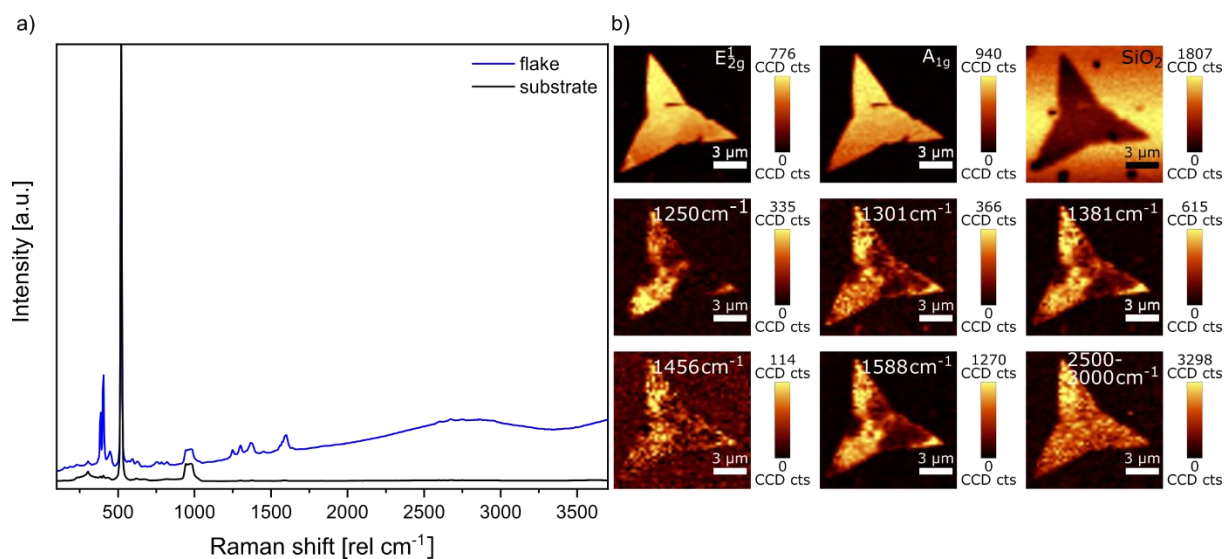 a)
flake
substrate
Intensity [a.u.]
500 1000 1500 2000 2500 3000 3500
Raman shift [rel cm⁻¹]
b)
E¹₂g
776
CCD cts
0
CCD cts
3 µm
A₁g
940
CCD cts
0
CCD cts
3 µm
SiO₂
1807
CCD cts
0
CCD cts
3 µm
1250cm⁻¹
335
CCD cts
0
CCD cts
3 µm
1301cm⁻¹
366
CCD cts
0
CCD cts
3 µm
1381cm⁻¹
615
CCD cts
0
CCD cts
3 µm
1456cm⁻¹
114
CCD cts
0
CCD cts
3 µm
1588cm⁻¹
1270
CCD cts
0
CCD cts
3 µm
2500-
3000cm⁻¹
3298
CCD cts
0
CCD cts
3 µm